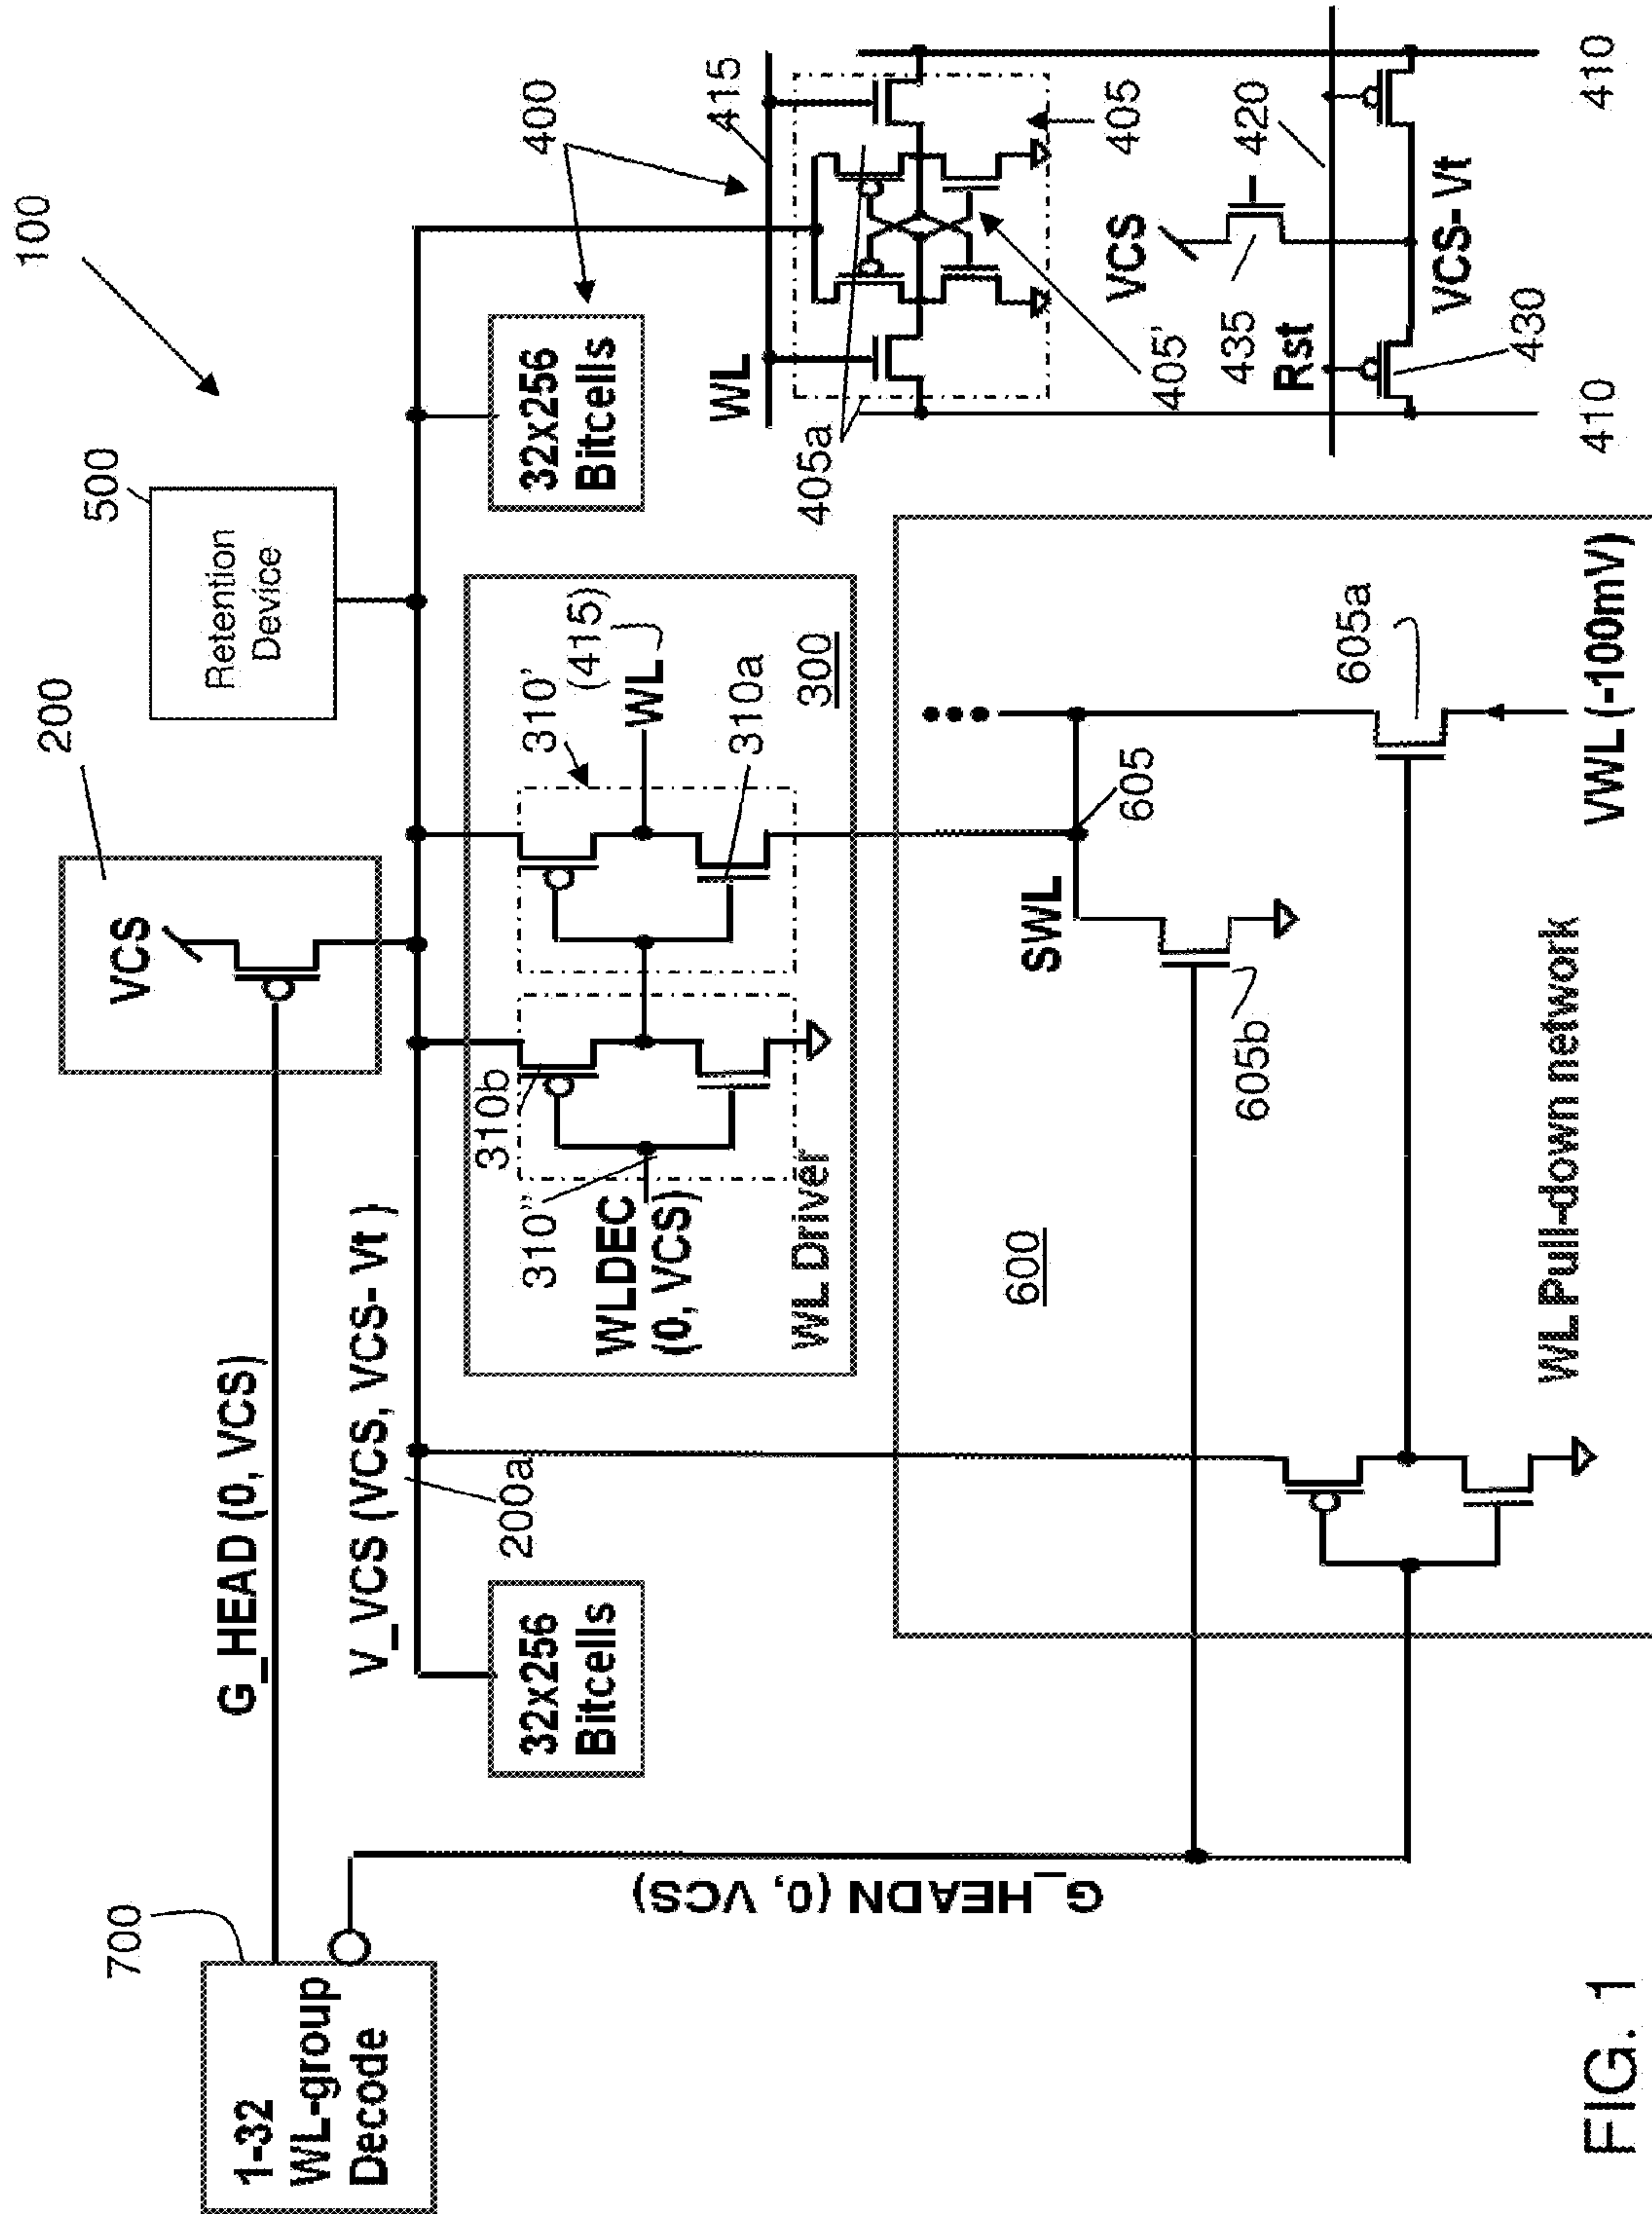 100
200
500
Retention
Device
VCS
700
1-32
WL-group
Decode
G_HEAD (0, VCS)
V_VCS (VCS, VCS- Vt )
200a
32x256
Bitcells
32x256
Bitcells
400
310b
310'
310"
WLDEC
(0, VCS)
WL Driver
WL
(415)
310a
300
415
WL
405a
405
405'
VCS
435
420
Rst
430
VCS- Vt
410
410
G_HEADN (0, VCS)
600
SWL
605
605b
605a
WL Pull-down network
VWL (-100mV)
FIG. 1